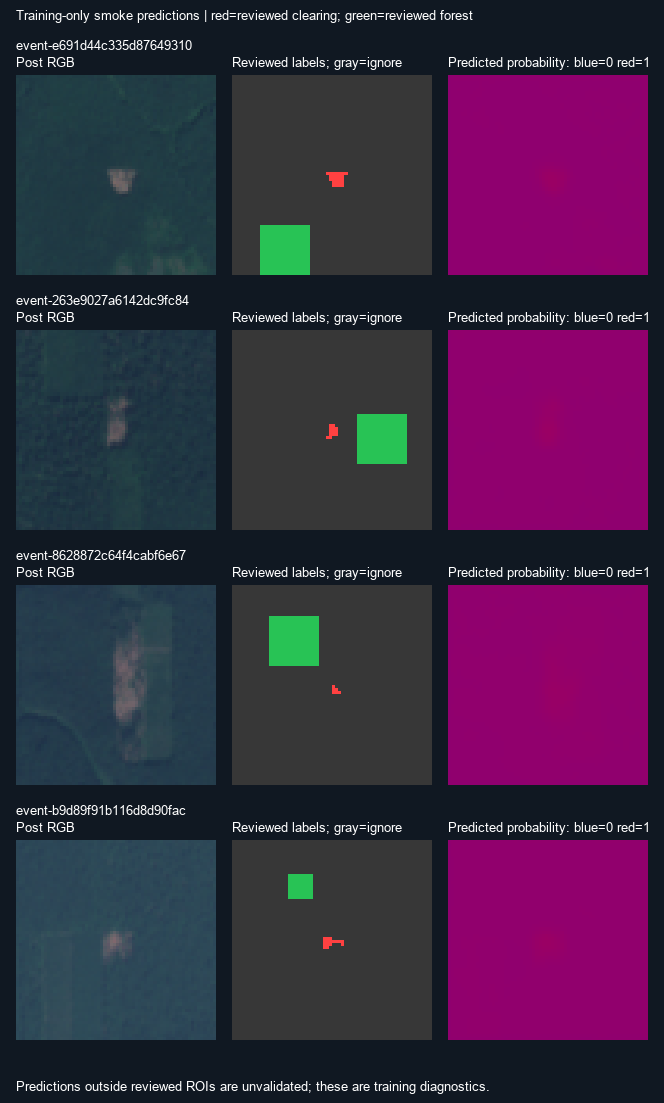 Training-only smoke predictions | red=reviewed clearing; green=reviewed forest
event-e691d44c335d87649310
Post RGB
Reviewed labels; gray=ignore
Predicted probability: blue=0 red=1
event-263e9027a6142dc9fc84
Post RGB
Reviewed labels; gray=ignore
Predicted probability: blue=0 red=1
event-8628872c64f4cabf6e67
Post RGB
Reviewed labels; gray=ignore
Predicted probability: blue=0 red=1
event-b9d89f91b116d8d90fac
Post RGB
Reviewed labels; gray=ignore
Predicted probability: blue=0 red=1
Predictions outside reviewed ROIs are unvalidated; these are training diagnostics.